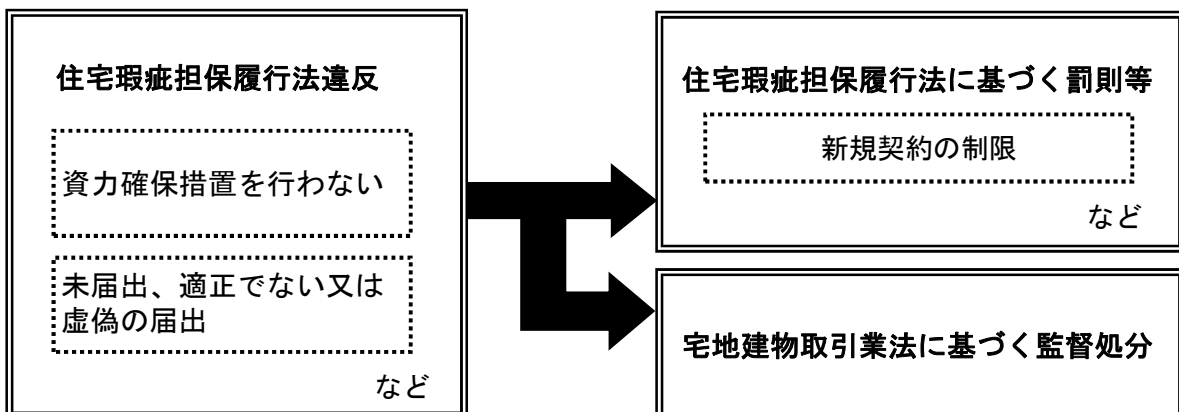 住宅瑕疵担保履行法違反
資力確保措置を行わない
未届出、適正でない又は
虚偽の届出
など
住宅瑕疵担保履行法に基づく罰則等
新規契約の制限
など
宅地建物取引業法に基づく監督処分